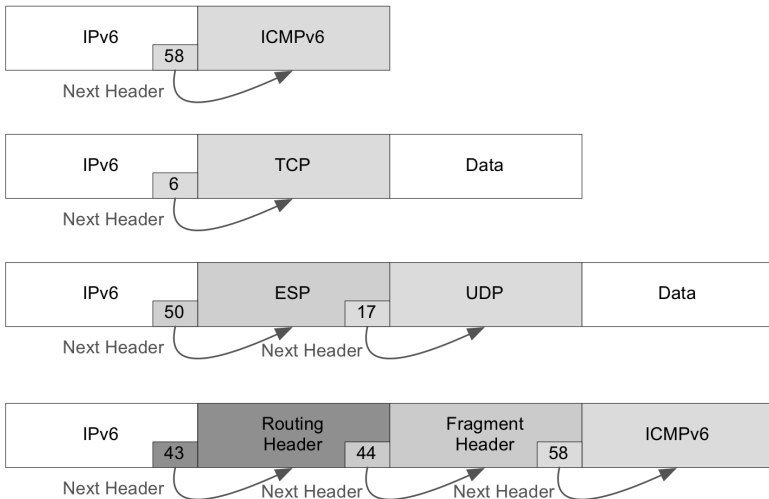 IPv6 ICMPv6
58
Next Header
IPv6 TCP Data
6
Next Header
IPv6 ESP UDP Data
50 17
Next Header Next Header
IPv6 Routing Header Fragment Header ICMPv6
43 44 58
Next Header Next Header Next Header